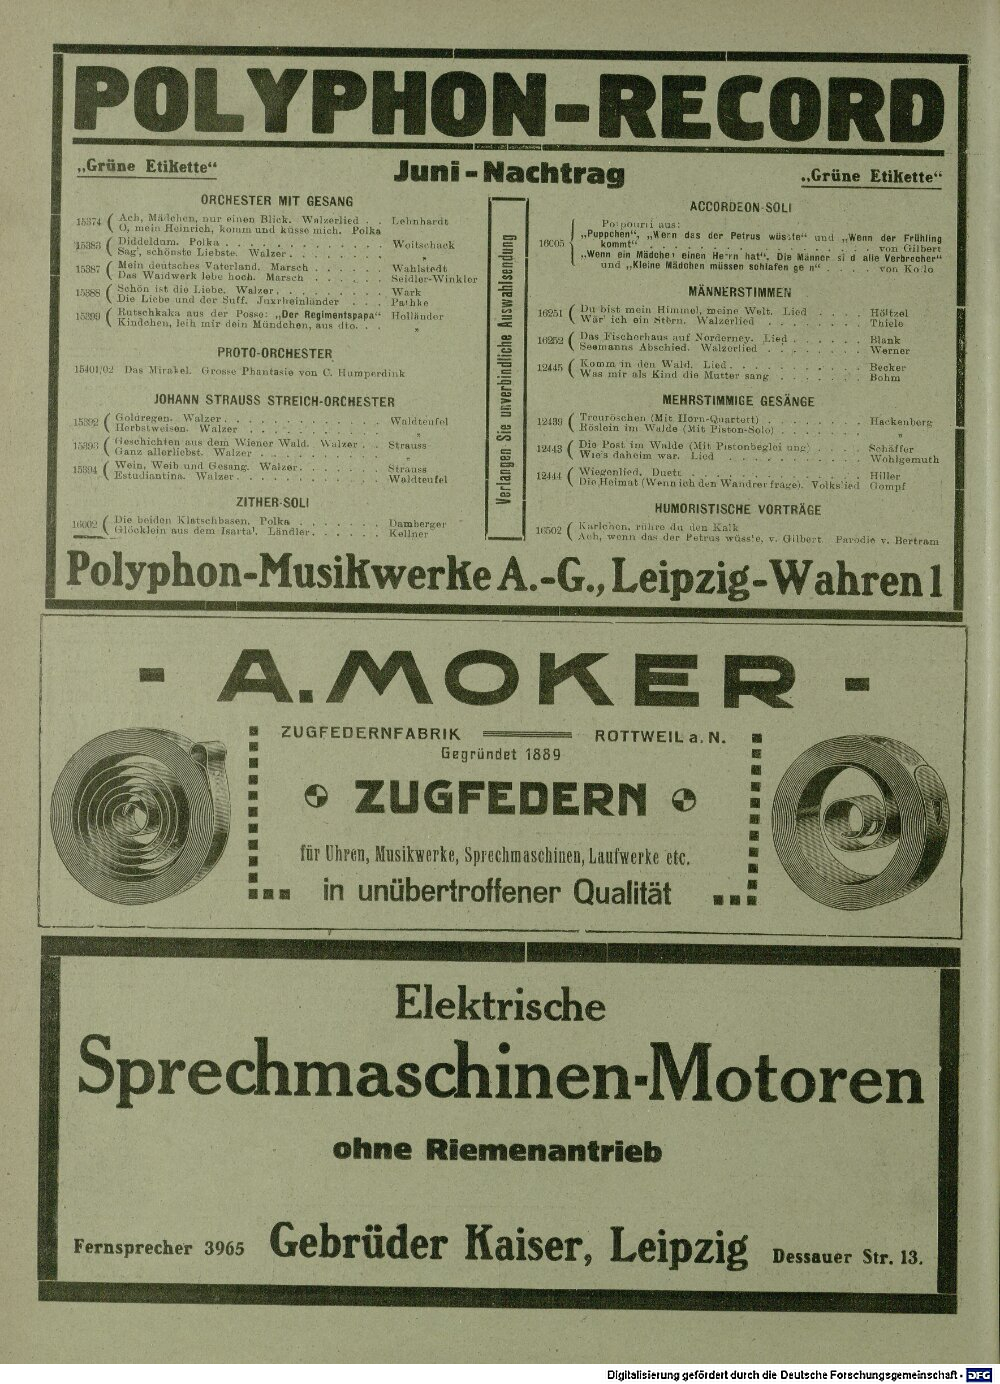 POLYPHON-RECORD
„Grüne Etikette“
Juni-Nachtrag
„Grüne Etikette“
ORCHESTER MIT GESANG
15374 ( Ach, Mädchen, nur einen Blick. Walzerlied . . Lehnhardt
O, mein Heinrich, komm und küsse mich. Polka „
15383 ( Diddeldum. Polka . . . . . . . . . . . Woitschack
Sag', schönste Liebste. Walzer . . . . . . . „
15387 ( Mein deutsches Vaterland. Marsch . . . . . . Wahlstedt
Das Waidwerk lebe hoch. Marsch . . . . . . Seidler-Winkler
15388 ( Schön ist die Liebe. Walzer . . . . . . . . Wark
Die Liebe und der Suff. Juxrheinländer . . . . Pathke
15399 ( Rutschkaka aus der Posse: „Der Regimentspapa“ Holländer
Kindchen, leih mir dein Mündchen, aus dto. . . . „
PROTO-ORCHESTER
15401/02 Das Mirakel. Grosse Phantasie von C. Humperdink
JOHANN STRAUSS STREICH-ORCHESTER
15392 ( Goldregen. Walzer . . . . . . . . . . . Waldteufel
Herbstweisen. Walzer . . . . . . . . . . „
15393 ( Geschichten aus dem Wiener Wald. Walzer . . Strauss
Ganz allerliebst. Walzer . . . . . . . . . „
15394 ( Wein, Weib und Gesang. Walzer . . . . . . . Strauss
Estudiantina. Walzer . . . . . . . . . . Waldteufel
ZITHER-SOLI
16002 ( Die beiden Klatschbasen. Polka . . . . . . Damberger
Glöcklein aus dem Isartal. Ländler . . . . . . Kellner
Verlangen Sie unverbindliche Auswahlsendung
ACCORDEON-SOLI
Potpourri aus:
16005 { „Puppchen“, „Wenn das der Petrus wüsste“ und „Wenn der Frühling
kommt“ . . . . . . . . . . . . . . von Gilbert
„Wenn ein Mädchen einen Herrn hat“. Die Männer sind alle Verbrecher“
und „Kleine Mädchen müssen schlafen gehn“ . . . . von Kollo
MÄNNERSTIMMEN
16251 ( Du bist mein Himmel, meine Welt. Lied . . . . Höltzel
Wär' ich ein Stern. Walzerlied . . . . . . . Thiele
16252 ( Das Fischerhaus auf Norderney. Lied . . . . . Blank
Seemanns Abschied. Walzerlied . . . . . . . Werner
12445 ( Komm in den Wald. Lied . . . . . . . . . . Becker
Was mir als Kind die Mutter sang . . . . . . Bohm
MEHRSTIMMIGE GESÄNGE
12439 ( Treuröschen (Mit Horn-Quartett) . . . . . . . Hackenberg
Röslein im Walde (Mit Piston-Solo) . . . . . . „
12443 ( Die Post im Walde (Mit Pistonbegleitung) . . . . Schäffer
Wie's daheim war. Lied . . . . . . . . . . Wohlgemuth
12444 ( Wiegenlied. Duett . . . . . . . . . . . . Hiller
Die Heimat (Wenn ich den Wandrer frage). Volkslied Gompf
HUMORISTISCHE VORTRÄGE
16502 ( Karlchen, rühre du den Kalk
Ach, wenn das der Petrus wüsste, v. Gilbert. Parodie v. Bertram
Polyphon-Musikwerke A.-G., Leipzig-Wahren 1
- A. MOKER -
ZUGFEDERNFABRIK ROTTWEIL a. N.
Gegründet 1889
ZUGFEDERN
für Uhren, Musikwerke, Sprechmaschinen, Laufwerke etc.
in unübertroffener Qualität
Elektrische
Sprechmaschinen-Motoren
ohne Riemenantrieb
Fernsprecher 3965 Gebrüder Kaiser, Leipzig Dessauer Str. 13.
Digitalisierung gefördert durch die Deutsche Forschungsgemeinschaft - DFG